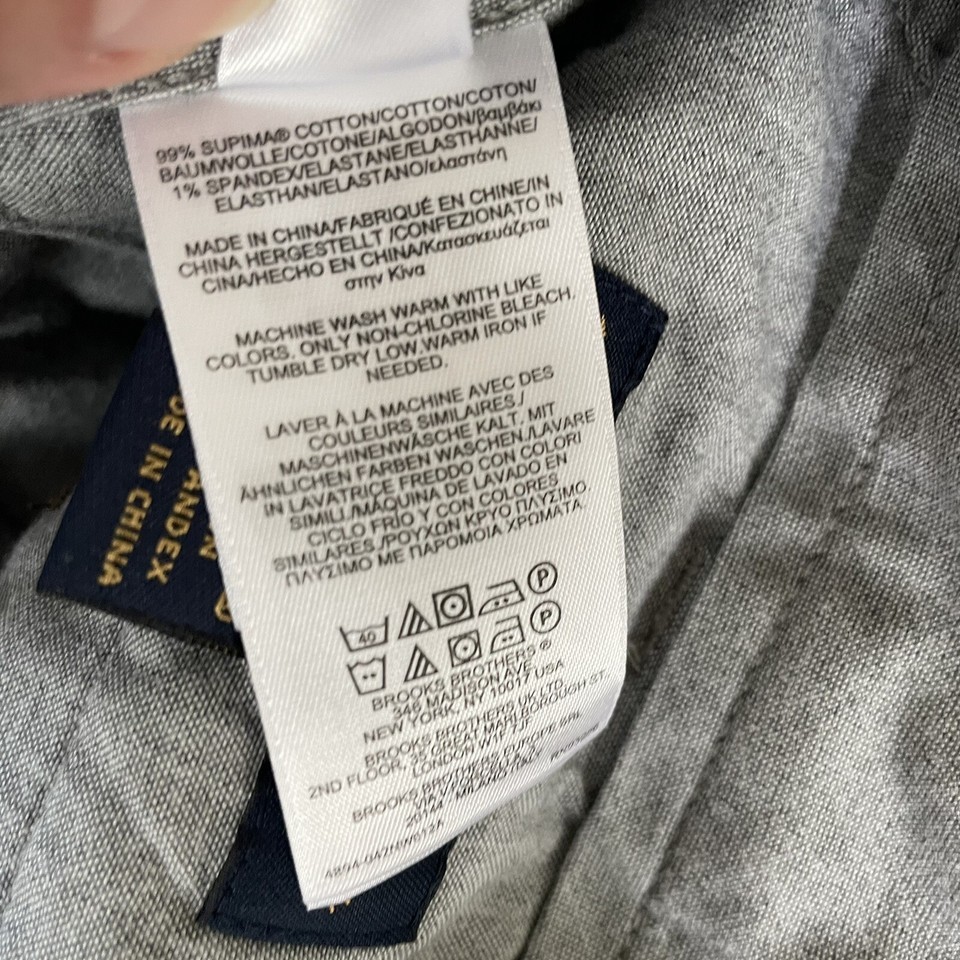 99% SUPIMA® COTTON/COTTON/COTON/
BAUMWOLLE/COTONE/ALGODON/βαμβάκι
1% SPANDEX/ELASTANE/ELASTHANNE/
ELASTHAN/ELASTANO/ελαστάνη
MADE IN CHINA/FABRIQUÉ EN CHINE/IN
CHINA HERGESTELLT /CONFEZIONATO IN
CINA/HECHO EN CHINA/Κατασκευάζεται
στην Κίνα
MACHINE WASH WARM WITH LIKE
COLORS. ONLY NON-CHLORINE BLEACH.
TUMBLE DRY LOW.WARM IRON IF
NEEDED.
LAVER À LA MACHINE AVEC DES
COULEURS SIMILAIRES./
MASCHINENWÄSCHE KALT. MIT
ÄHNLICHEN FARBEN WASCHEN./LAVARE
IN LAVATRICE FREDDO CON COLORI
SIMILI./MÁQUINA DE LAVADO EN
CICLO FRÍO Y CON COLORES
SIMILARES./ΡΟΥΧΩΝ ΚΡΥΟ ΠΛΥΣΙΜΟ.
ΠΛΥΣΙΜΟ ΜΕ ΠΑΡΟΜΟΙΑ ΧΡΩΜΑΤΑ
40 P
P
BROOKS BROTHERS ®
346 MADISON AVE
NEW YORK, NY 10017 USA
BROOKS BROTHERS UK LTD
2ND FLOOR, 35 GREAT MARLBOROUGH ST.
LONDON W1F 7JF
BROOKS BROTHERS EUROPE SRL
VIA
20144 MILANO
DE IN CHINA
ANDEX